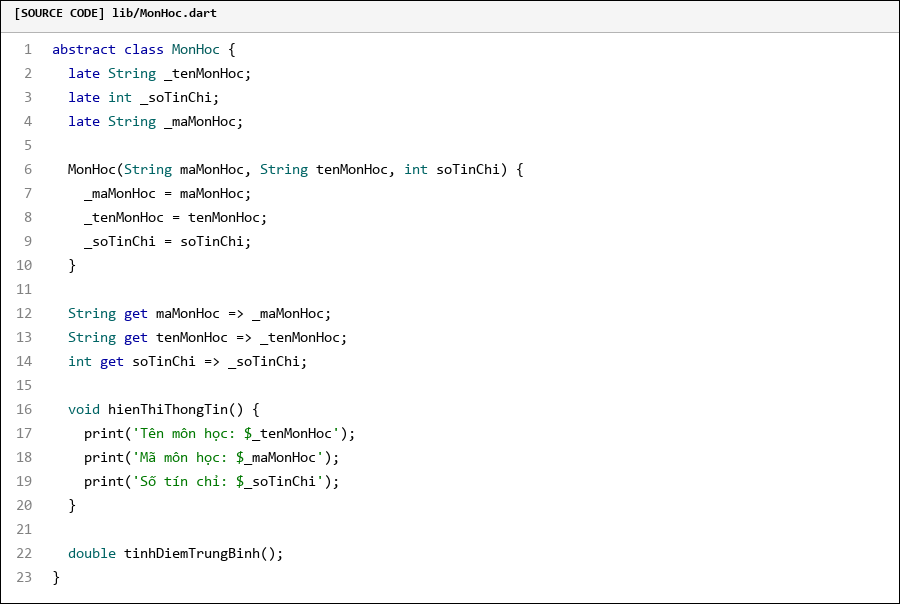 [SOURCE CODE] lib/MonHoc.dart
1 abstract class MonHoc {
2   late String _tenMonHoc;
3   late int _soTinChi;
4   late String _maMonHoc;
5
6   MonHoc(String maMonHoc, String tenMonHoc, int soTinChi) {
7     _maMonHoc = maMonHoc;
8     _tenMonHoc = tenMonHoc;
9     _soTinChi = soTinChi;
10   }
11
12   String get maMonHoc => _maMonHoc;
13   String get tenMonHoc => _tenMonHoc;
14   int get soTinChi => _soTinChi;
15
16   void hienThiThongTin() {
17     print('Tên môn học: $_tenMonHoc');
18     print('Mã môn học: $_maMonHoc');
19     print('Số tín chỉ: $_soTinChi');
20   }
21
22   double tinhDiemTrungBinh();
23 }